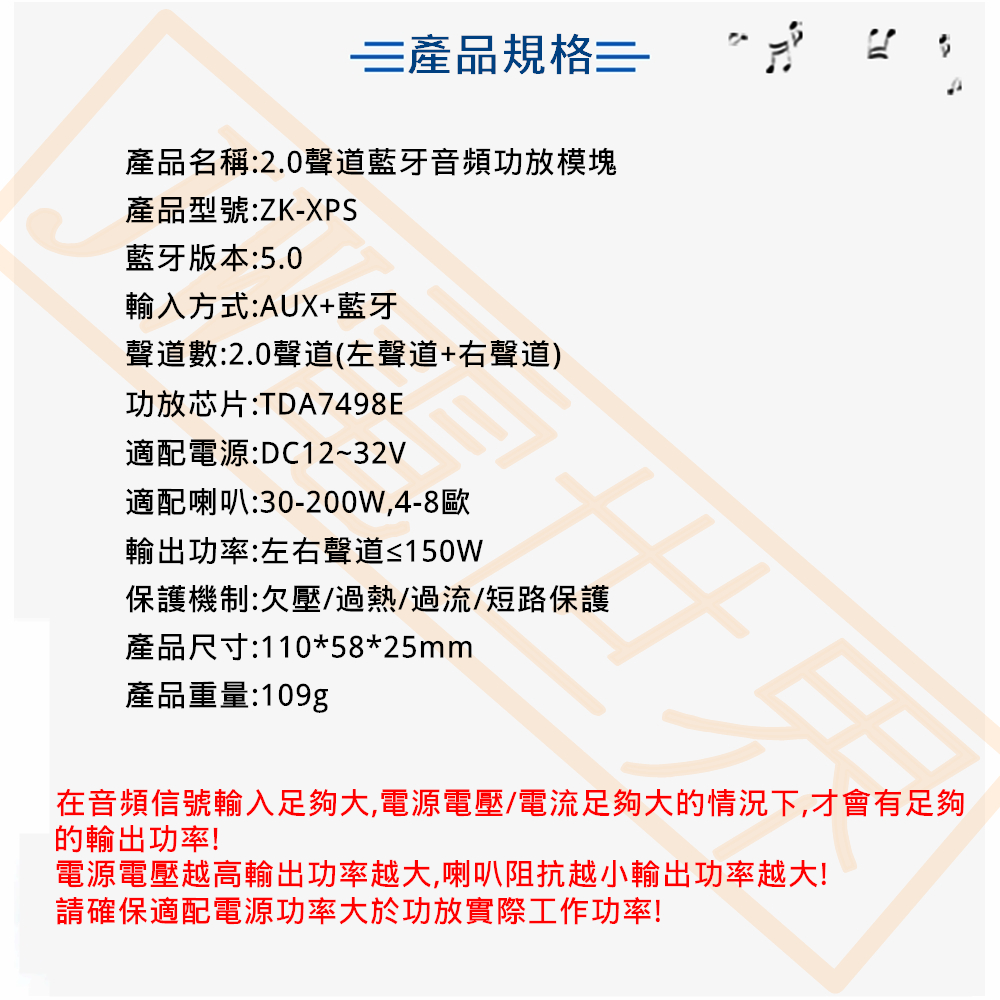 產品規格
產品名稱:2.0聲道藍牙音頻功放模塊
產品型號:ZK-XPS
藍牙版本:5.0
輸入方式:AUX+藍牙
聲道數:2.0聲道(左聲道+右聲道)
功放芯片:TDA7498E
適配電源:DC12~32V
適配喇叭:30-200W,4-8歐
輸出功率:左右聲道≤150W
保護機制:欠壓/過熱/過流/短路保護
產品尺寸:110*58*25mm
產品重量:109g
在音頻信號輸入足夠大,電源電壓/電流足夠大的情況下,才會有足夠
的輸出功率!
電源電壓越高輸出功率越大,喇叭阻抗越小輸出功率越大!
請確保適配電源功率大於功放實際工作功率!
JW電世界